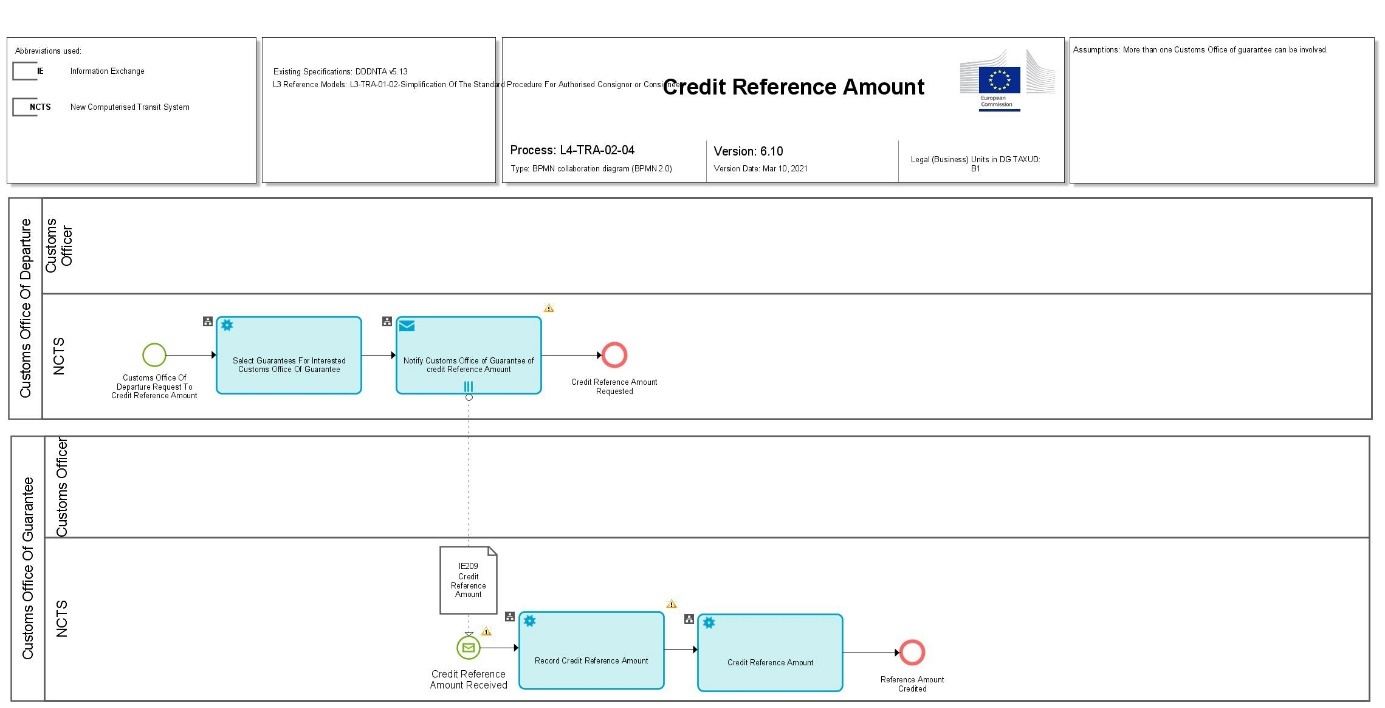 Abbreviations used:
IE Information Exchange
NCTS New Computerised Transit System
Existing Specifications: DDDNTA v5.13
L3 Reference Models: L3-TRA-01-02-Simplification Of The Standard Procedure For Authorised Consignor or
Credit Reference Amount
European
Commission
Process: L4-TRA-02-04
Type: BPMN collaboration diagram (BPMN 2.0)
Version: 6.10
Version Date: Mar 10, 2021
Legal (Business) Units in DG TAXUD:
B1
Assumptions: More than one Customs Office of guarantee can be involved
Customs Office Of Departure
Customs
Officer
NCTS
Customs Office Of
Departure Request To
Credit Reference Amount
Select Guarantees For Interested
Customs Office Of Guarantee
Notify Customs Office of Guarantee of
credit Reference Amount
Credit Reference Amount
Requested
Customs Office Of Guarantee
Customs Officer
NCTS
IE209
Credit
Reference
Amount
Credit Reference
Amount Received
Record Credit Reference Amount
Credit Reference Amount
Reference Amount
Credited